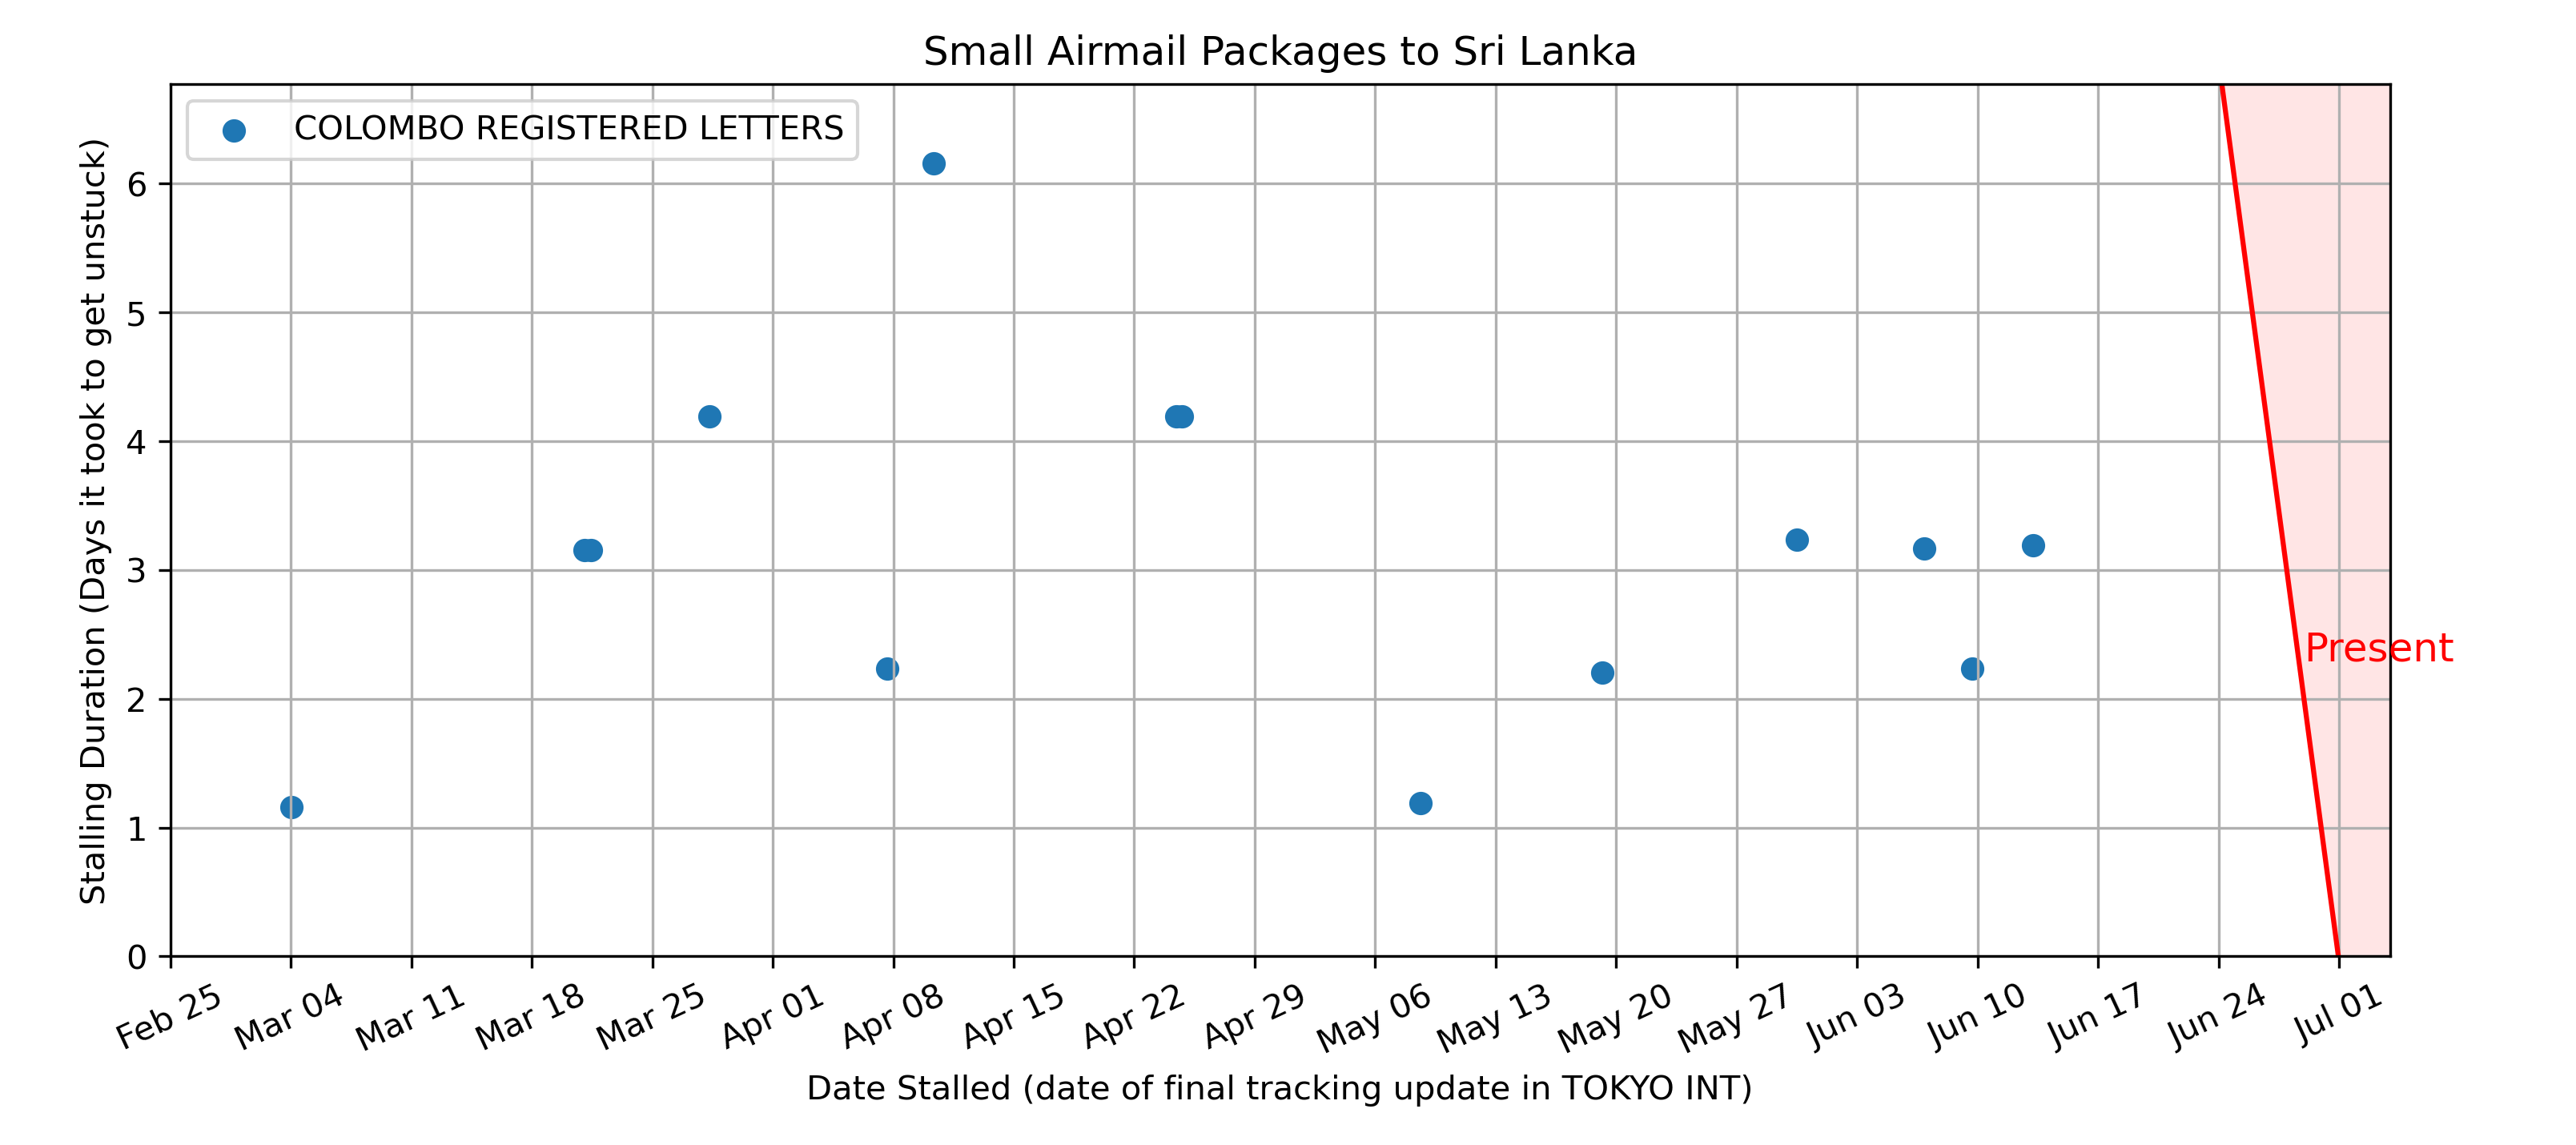 Small Airmail Packages to Sri Lanka
COLOMBO REGISTERED LETTERS
Stalling Duration (Days it took to get unstuck)
6
5
4
3
2
1
0
Present
Feb 25
Mar 04
Mar 11
Mar 18
Mar 25
Apr 01
Apr 08
Apr 15
Apr 22
Apr 29
May 06
May 13
May 20
May 27
Jun 03
Jun 10
Jun 17
Jun 24
Jul 01
Date Stalled (date of final tracking update in TOKYO INT)